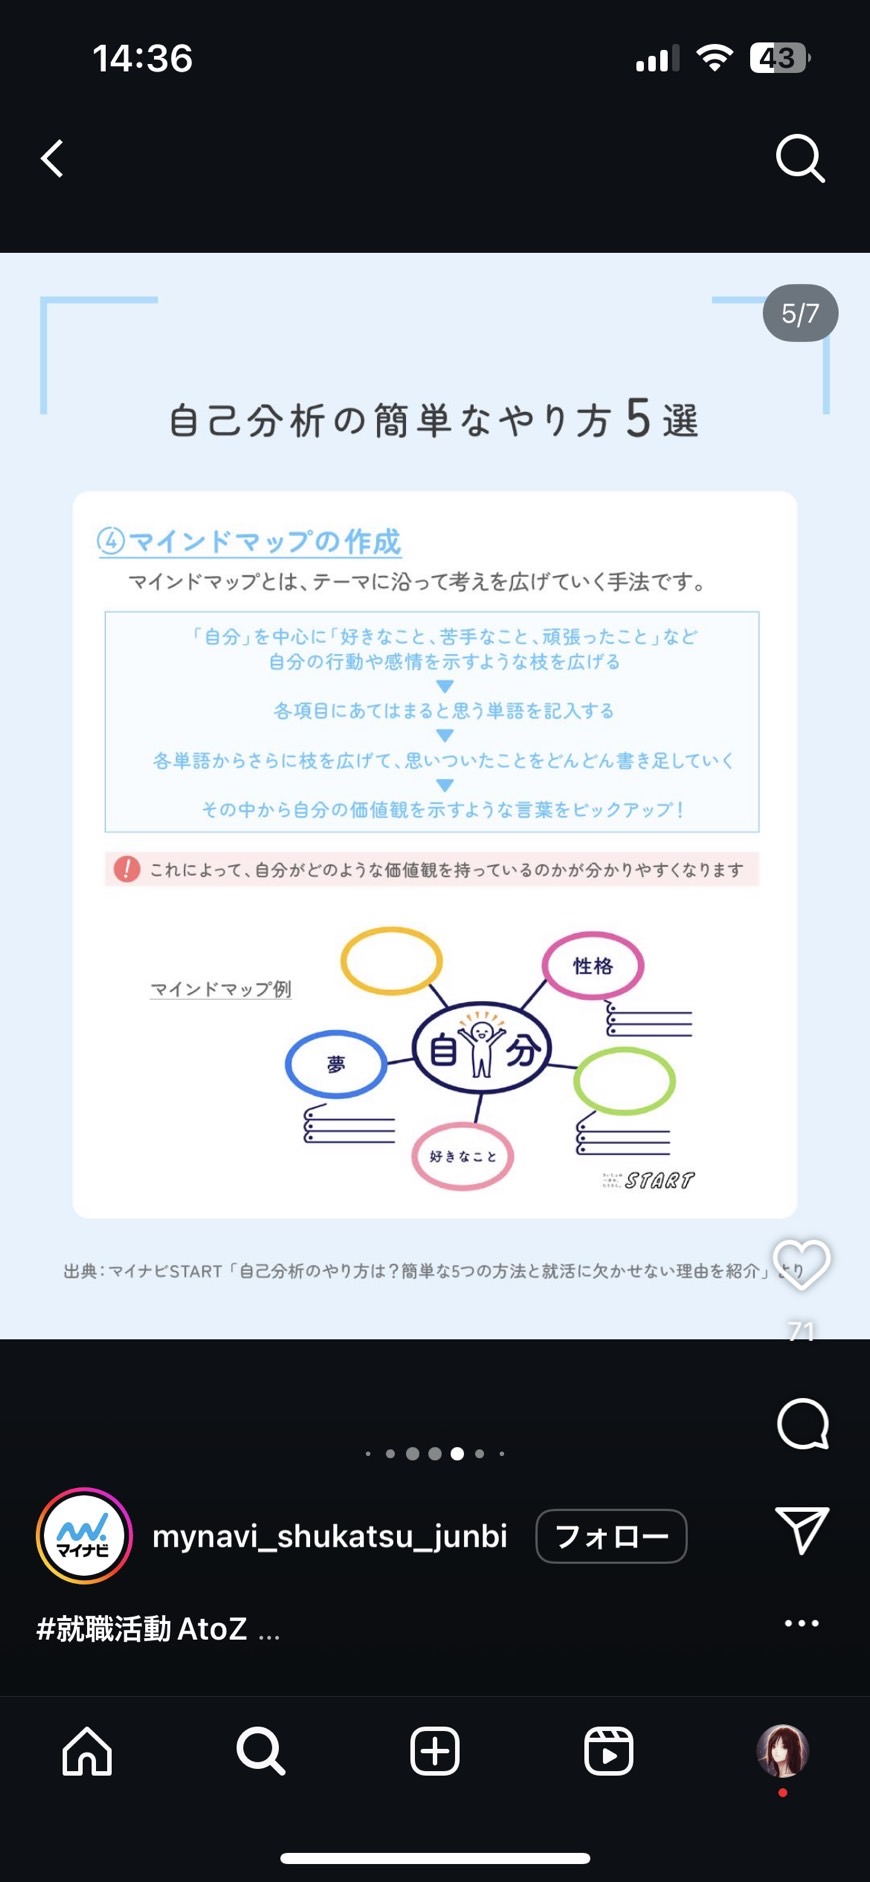 14:36
43
5/7
自己分析の簡単なやり方5選
④マインドマップの作成
マインドマップとは、テーマに沿って考えを広げていく手法です。
「自分」を中心に「好きなこと、苦手なこと、頑張ったこと」など
自分の行動や感情を示すような枝を広げる
▼
各項目にあてはまると思う単語を記入する
▼
各単語からさらに枝を広げて、思いついたことをどんどん書き足していく
▼
その中から自分の価値観を示すような言葉をピックアップ!
! これによって、自分がどのような価値観を持っているのかが分かりやすくなります
マインドマップ例
性格
自分
夢
好きなこと
START
出典:マイナビSTART「自己分析のやり方は?簡単な5つの方法と就活に欠かせない理由を紹介」より
71
マイナビ
mynavi_shukatsu_junbi
フォロー
#就職活動AtoZ ...